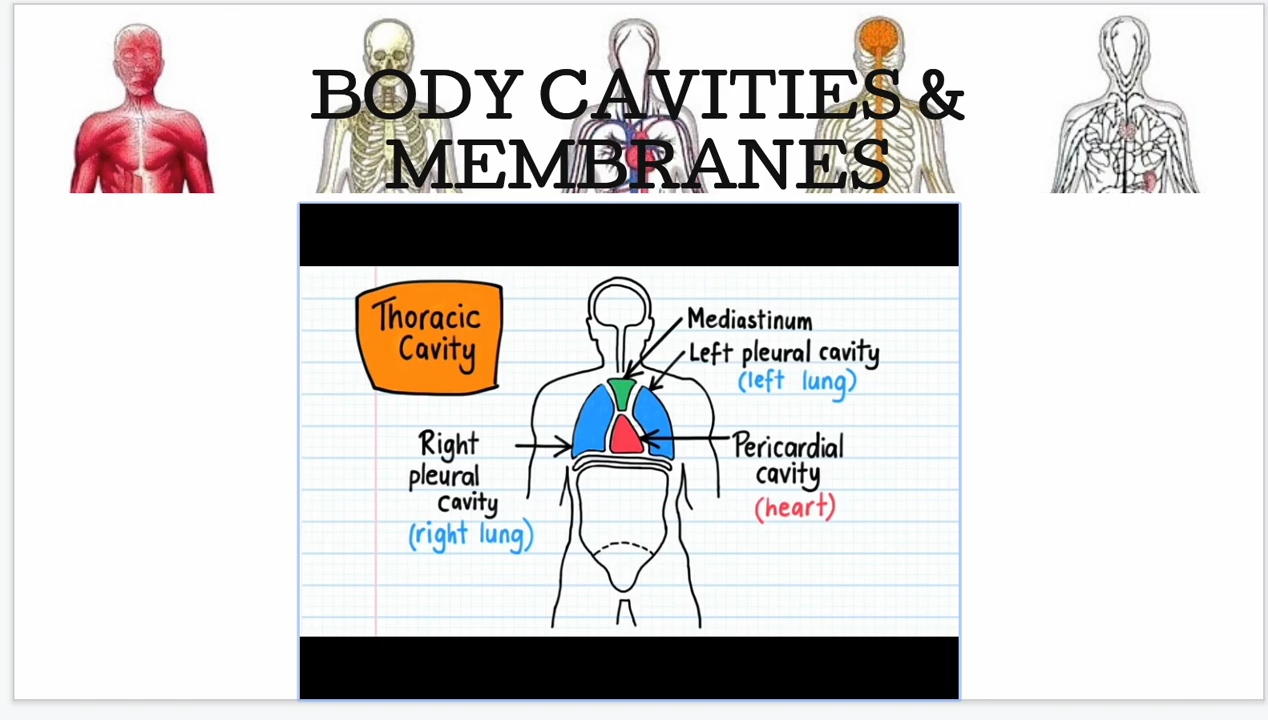 BODY CAVITIES &
MEMBRANES
Thoracic
Cavity
Mediastinum
Left pleural cavity
(left lung)
Right
pleural
cavity
(right lung)
Pericardial
cavity
(heart)